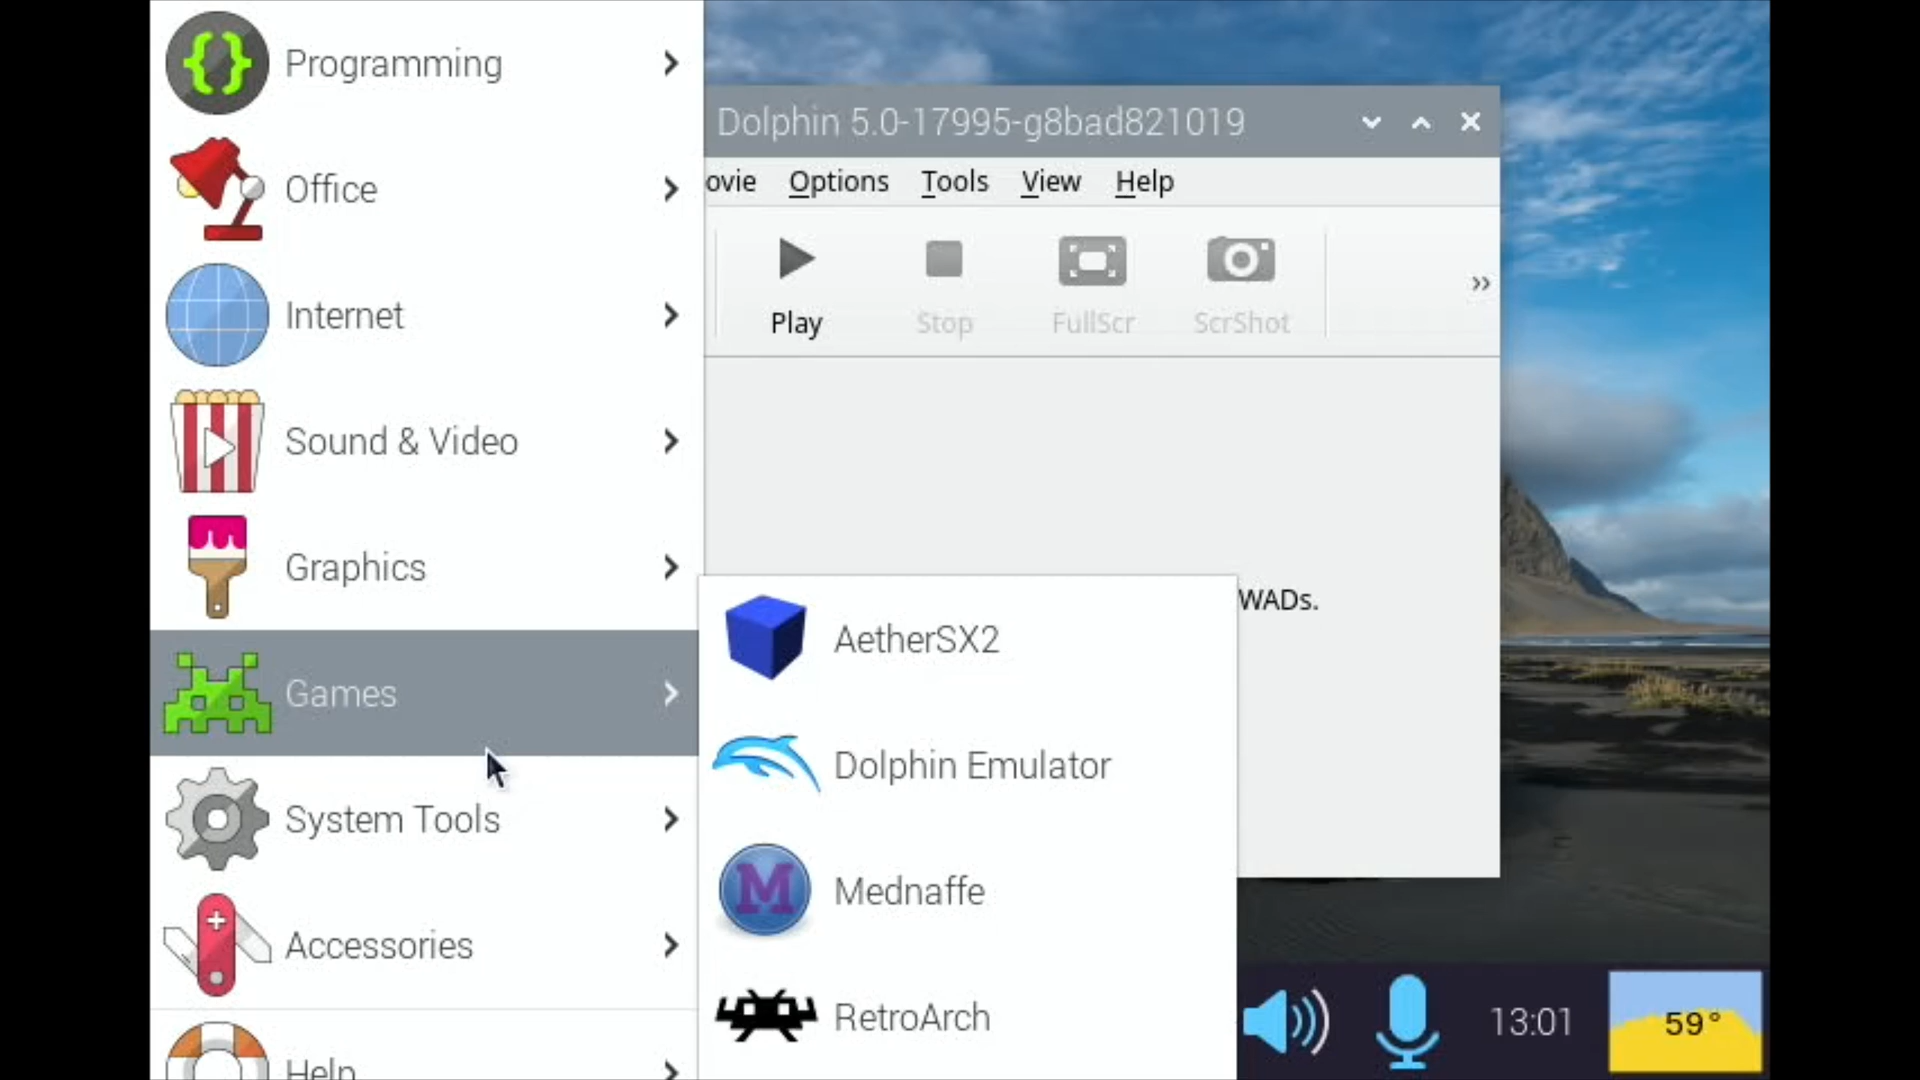 Programming
Office
Internet
Sound & Video
Graphics
Games
System Tools
Accessories
Help
Dolphin 5.0-17995-g8bad821019
ovie Options Tools View Help
Play Stop FullScr ScrShot
WADs.
AetherSX2
Dolphin Emulator
Mednaffe
RetroArch
13:01 59°